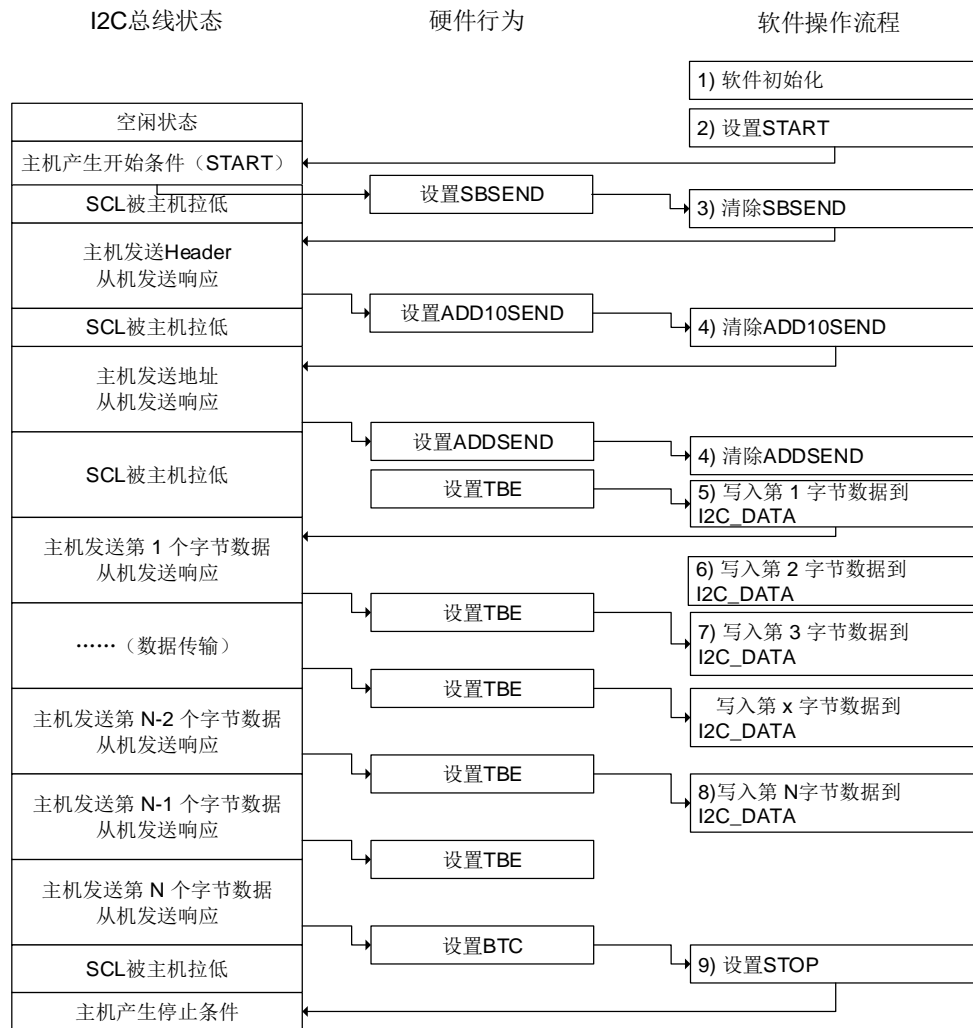 I2C总线状态
硬件行为
软件操作流程
1) 软件初始化
空闲状态
2) 设置START
主机产生开始条件（START）
SCL被主机拉低
设置SBSEND
3) 清除SBSEND
主机发送Header
从机发送响应
设置ADD10SEND
SCL被主机拉低
4) 清除ADD10SEND
主机发送地址
从机发送响应
设置ADDSEND
4) 清除ADDSEND
SCL被主机拉低
设置TBE
5) 写入第 1 字节数据到
I2C_DATA
主机发送第 1 个字节数据
从机发送响应
6) 写入第 2 字节数据到
I2C_DATA
设置TBE
7) 写入第 3 字节数据到
I2C_DATA
……（数据传输）
设置TBE
写入第 x 字节数据到
I2C_DATA
主机发送第 N-2 个字节数据
从机发送响应
设置TBE
8)写入第 N字节数据到
I2C_DATA
主机发送第 N-1 个字节数据
从机发送响应
设置TBE
主机发送第 N 个字节数据
从机发送响应
设置BTC
SCL被主机拉低
9) 设置STOP
主机产生停止条件